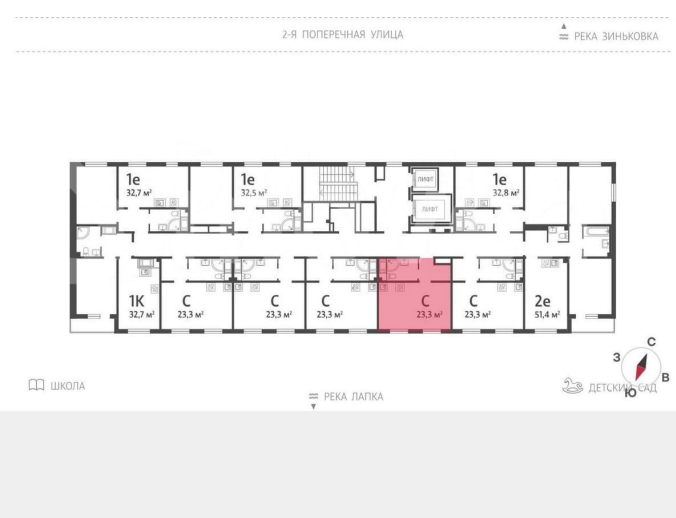 2-Я ПОПЕРЕЧНАЯ УЛИЦА
РЕКА ЗИНЬКОВКА
1е
32,7 м²
1е
32,5 м²
ЛИФТ
ЛИФТ
1е
32,8 м²
1К
32,7 м²
С
23,3 м²
С
23,3 м²
С
23,3 м²
С
23,3 м²
С
23,3 м²
2е
51,4 м²
С
З
В
Ю
ШКОЛА
РЕКА ЛАПКА
ДЕТСКИЙ САД